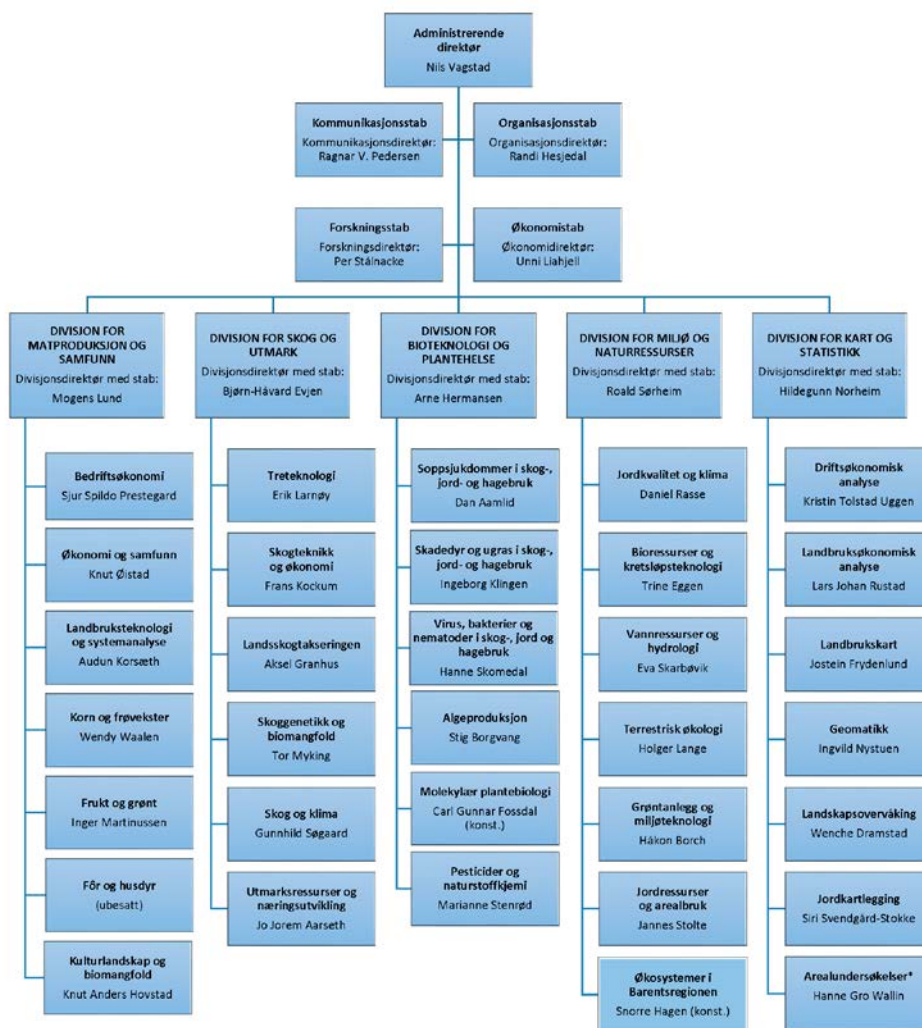 Administrerende
direktør
Nils Vagstad
Kommunikasjonsstab
Kommunikasjonsdirektør:
Ragnar V. Pedersen
Organisasjonsstab
Organisasjonsdirektør:
Randi Hesjedal
Forskningsstab
Forskningsdirektør:
Per Stålnacke
Økonomistab
Økonomidirektør:
Unni Liahjell
DIVISJON FOR
MATPRODUKSJON OG
SAMFUNN
Divisjonsdirektør med stab:
Mogens Lund
Bedriftsøkonomi
Sjur Spildo Prestegard
Økonomi og samfunn
Knut Øistad
Landbruksteknologi
og systemanalyse
Audun Korsæth
Korn og frøvekster
Wendy Waalen
Frukt og grønt
Inger Martinussen
Fôr og husdyr
(ubesatt)
Kulturlandskap og
biomangfold
Knut Anders Hovstad
DIVISJON FOR SKOG OG
UTMARK
Divisjonsdirektør med stab:
Bjørn-Håvard Evjen
Treteknologi
Erik Larnøy
Skogteknikk
og økonomi
Frans Kockum
Landsskogtakseringen
Aksel Granhus
Skoggenetikk og
biomangfold
Tor Myking
Skog og klima
Gunnhild Søgaard
Utmarksressurser og
næringsutvikling
Jo Jorem Aarseth
DIVISJON FOR
BIOTEKNOLOGI OG
PLANTEHELSE
Divisjonsdirektør med stab:
Arne Hermansen
Soppsjukdommer i skog-,
jord- og hagebruk
Dan Aamlid
Skadedyr og ugras i skog-,
jord- og hagebruk
Ingeborg Klingen
Virus, bakterier og
nematoder i skog-, jord og
hagebruk
Hanne Skomedal
Algeproduksjon
Stig Borgvang
Molekylær plantebiologi
Carl Gunnar Fossdal
(konst.)
Pesticider og
naturstoffkjemi
Marianne Stenrød
DIVISJON FOR MILJØ OG
NATURRESSURSER
Divisjonsdirektør med stab:
Roald Sørheim
Jordkvalitet og klima
Daniel Rasse
Bioressurser og
kretsløpsteknologi
Trine Eggen
Vannressurser og
hydrologi
Eva Skarbøvik
Terrestrisk økologi
Holger Lange
Grøntanlegg og
miljøteknologi
Håkon Borch
Jordressurser
og arealbruk
Jannes Stolte
Økosystemer i
Barentsregionen
Snorre Hagen (konst.)
DIVISJON FOR KART OG
STATISTIKK
Divisjonsdirektør med stab:
Hildegunn Norheim
Driftsøkonomisk
analyse
Kristin Tolstad Uggen
Landbruksøkonomisk
analyse
Lars Johan Rustad
Landbrukskart
Jostein Frydenlund
Geomatikk
Ingvild Nystuen
Landskapsovervåking
Wenche Dramstad
Jordkartlegging
Siri Svendgård-Stokke
Arealundersøkelser*
Hanne Gro Wallin